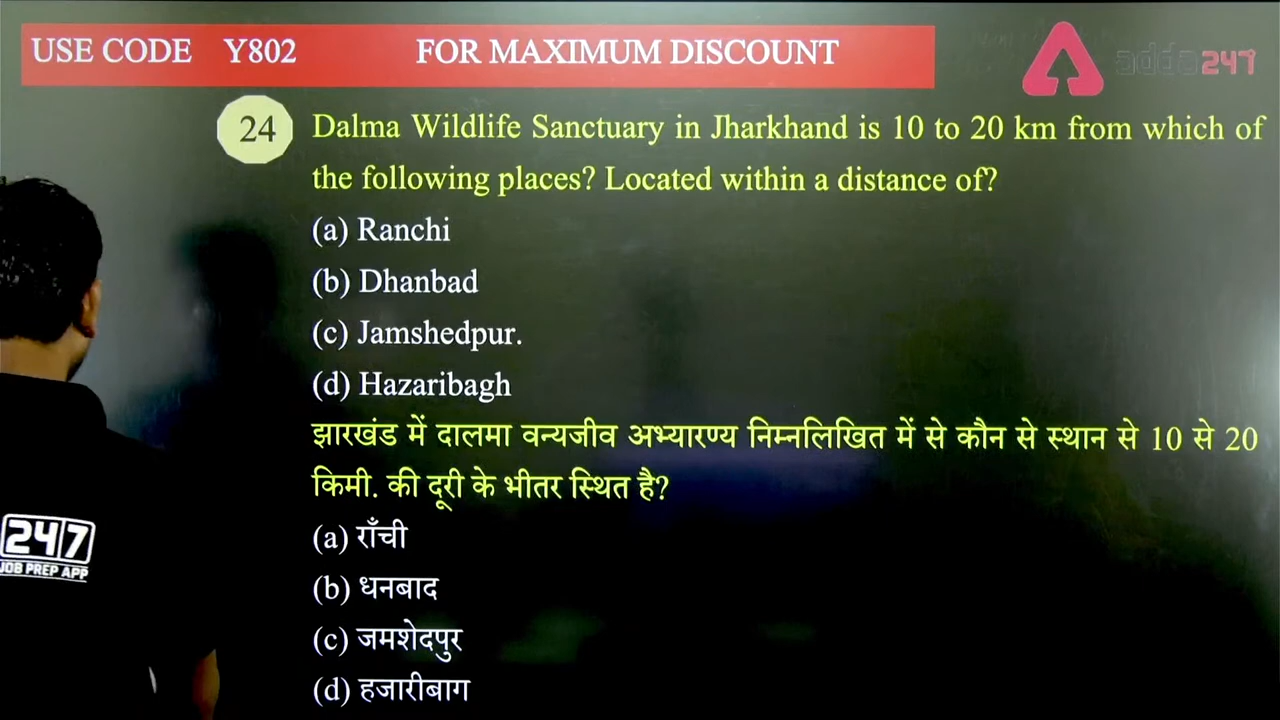 USE CODE Y802 FOR MAXIMUM DISCOUNT
adda247
24 Dalma Wildlife Sanctuary in Jharkhand is 10 to 20 km from which of
the following places? Located within a distance of?
(a) Ranchi
(b) Dhanbad
(c) Jamshedpur.
(d) Hazaribagh
झारखंड में दालमा वन्यजीव अभ्यारण्य निम्नलिखित में से कौन से स्थान से 10 से 20
किमी. की दूरी के भीतर स्थित है?
(a) राँची
(b) धनबाद
(c) जमशेदपुर
(d) हजारीबाग
247
JOB PREP APP